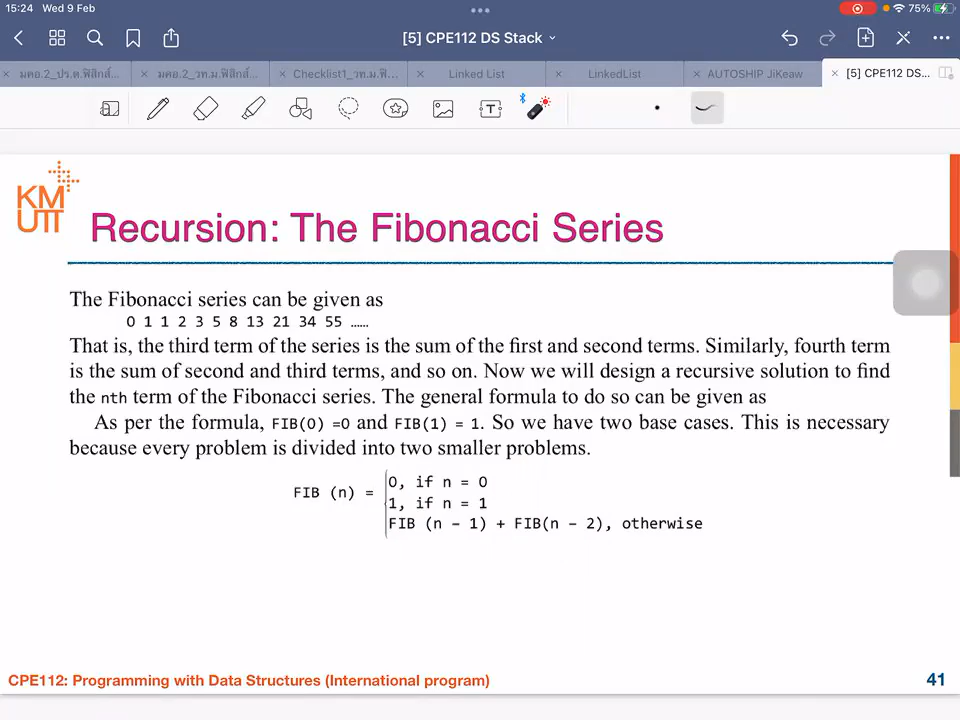 15:24 Wed 9 Feb
75%
[5] CPE112 DS Stack
มคอ.2_ปร.ด.ฟิสิกส์... มคอ.2_วท.ม.ฟิสิกส์... Checklist1_วท.ม.ฟิ... Linked List LinkedList AUTOSHIP JiKeaw [5] CPE112 DS...
KM
UTT
Recursion: The Fibonacci Series
The Fibonacci series can be given as
0 1 1 2 3 5 8 13 21 34 55 ......
That is, the third term of the series is the sum of the first and second terms. Similarly, fourth term
is the sum of second and third terms, and so on. Now we will design a recursive solution to find
the nth term of the Fibonacci series. The general formula to do so can be given as
As per the formula, FIB(0) =0 and FIB(1) = 1. So we have two base cases. This is necessary
because every problem is divided into two smaller problems.
FIB (n) =
0, if n = 0
1, if n = 1
FIB (n – 1) + FIB(n – 2), otherwise
CPE112: Programming with Data Structures (International program)
41